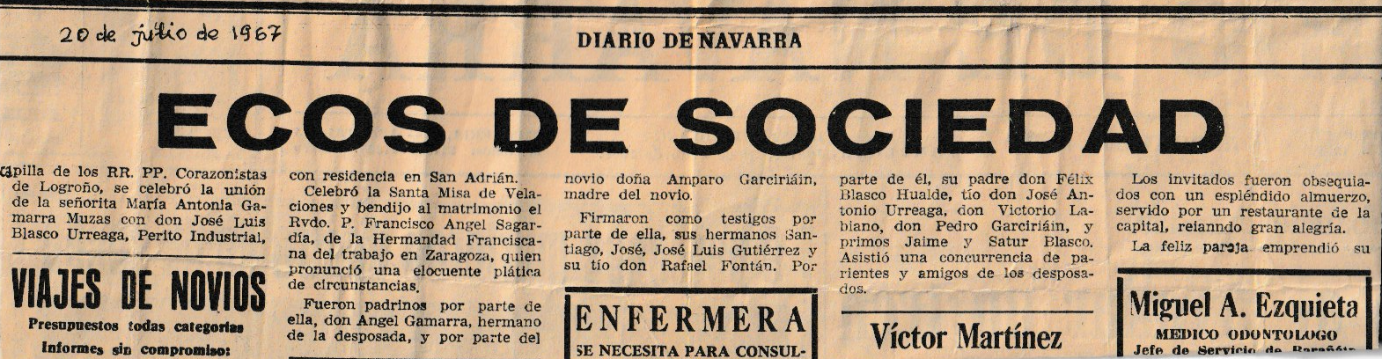 20 de julio de 1967
DIARIO DE NAVARRA
ECOS DE SOCIEDAD
capilla de los RR. PP. Corazonistas
de Logroño, se celebró la unión
de la señorita María Antonia Ga-
marra Muzas con don José Luis
Blasco Urreaga, Perito Industrial,
VIAJES DE NOVIOS
Presupuestos todas categorías
Informes sin compromiso:
con residencia en San Adrián.
Celebró la Santa Misa de Vela-
ciones y bendijo al matrimonio el
Rvdo. P. Francisco Angel Sagar-
día, de la Hermandad Francisca-
na del trabajo en Zaragoza, quien
pronunció una elocuente plática
de circunstancias.
Fueron padrinos por parte de
ella, don Angel Gamarra, hermano
de la desposada, y por parte del
novio doña Amparo Garciriáin,
madre del novio.
Firmaron como testigos por
parte de ella, sus hermanos San-
tiago, José, José Luis Gutiérrez y
su tío don Rafael Fontán. Por
ENFERMERA
SE NECESITA PARA CONSUL-
parte de él, su padre don Félix
Blasco Hualde, tío don José An-
tonio Urreaga, don Victorio La-
biano, don Pedro Garciriáin, y
primos Jaime y Satur Blasco.
Asistió una concurrencia de pa-
rientes y amigos de los desposa-
dos.
Víctor Martínez
Los invitados fueron obsequia-
dos con un espléndido almuerzo,
servido por un restaurante de la
capital, reianndo gran alegría.
La feliz pareja emprendió su
Miguel A. Ezquieta
MEDICO ODONTOLOGO
Jefe de Servicio de Barañáin